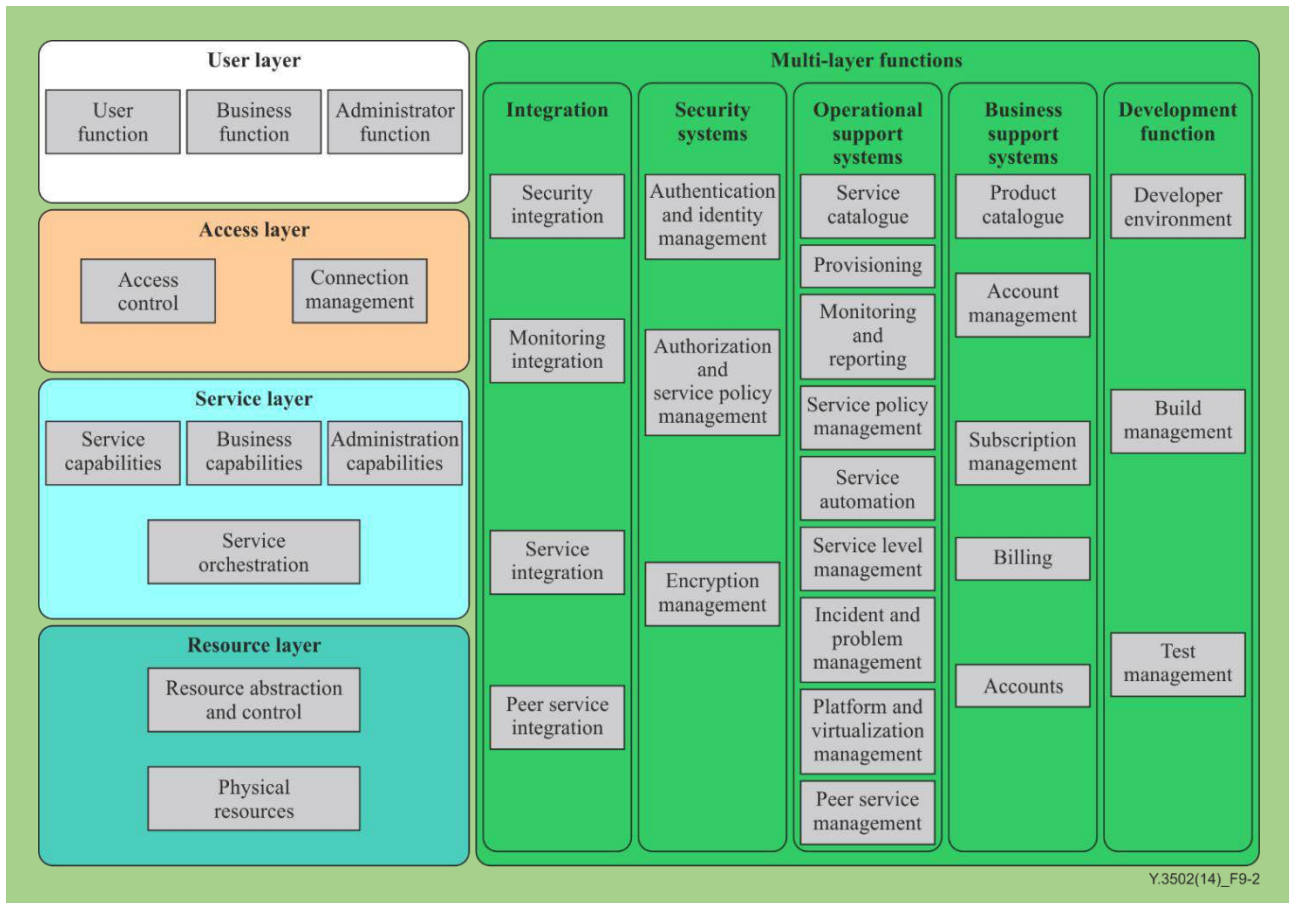 User layer
User
function
Business
function
Administrator
function
Access layer
Access
control
Connection
management
Service layer
Service
capabilities
Business
capabilities
Administration
capabilities
Service
orchestration
Resource layer
Resource abstraction
and control
Physical
resources
Multi-layer functions
Integration
Security
integration
Monitoring
integration
Service
integration
Peer service
integration
Security
systems
Authentication
and identity
management
Authorization
and
service policy
management
Encryption
management
Operational
support
systems
Service
catalogue
Provisioning
Monitoring
and
reporting
Service policy
management
Service
automation
Service level
management
Incident and
problem
management
Platform and
virtualization
management
Peer service
management
Business
support
systems
Product
catalogue
Account
management
Subscription
management
Billing
Accounts
Development
function
Developer
environment
Build
management
Test
management
Y.3502(14)_F9-2